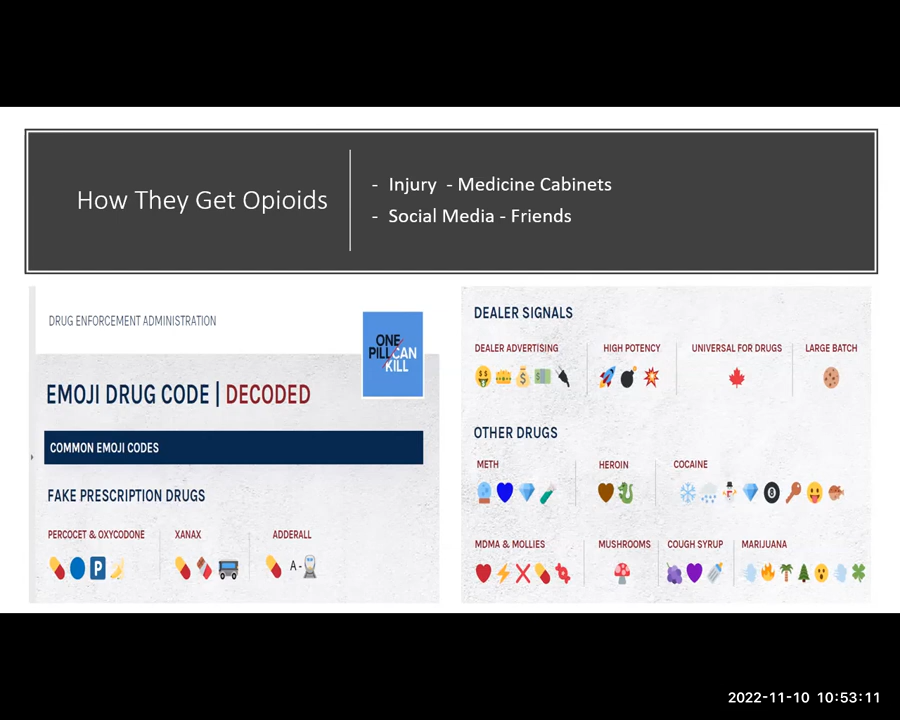 How They Get Opioids
- Injury - Medicine Cabinets
- Social Media - Friends
DRUG ENFORCEMENT ADMINISTRATION
ONE PILL CAN KILL
EMOJI DRUG CODE | DECODED
COMMON EMOJI CODES
FAKE PRESCRIPTION DRUGS
PERCOCET & OXYCODONE
XANAX
ADDERALL
P
A-
DEALER SIGNALS
DEALER ADVERTISING
HIGH POTENCY
UNIVERSAL FOR DRUGS
LARGE BATCH
OTHER DRUGS
METH
HEROIN
COCAINE
8
MDMA & MOLLIES
MUSHROOMS
COUGH SYRUP
MARIJUANA
2022-11-10 10:53:11